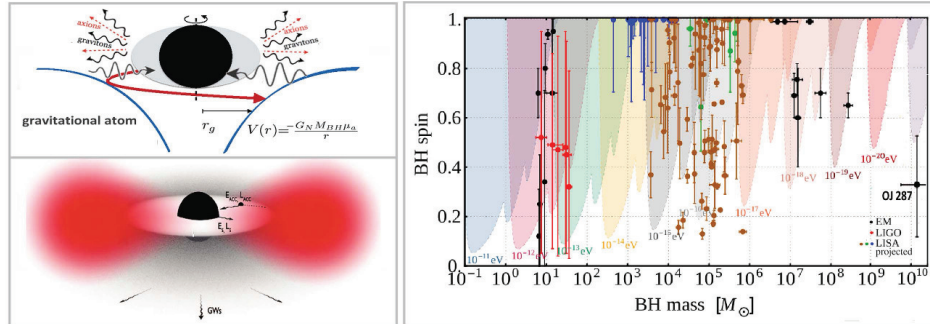 axions
gravitons
axions
gravitons
gravitational atom
r_g
V(r)=-G_N M_BH μ_a / r
E_ACC, L_ACC
GWs
BH spin
1.
0.8
0.6
0.4
0.2
0.
10^-11 eV
10^-12 eV
10^-13 eV
10^-14 eV
10^-15 eV
10^-17 eV
10^-18 eV
10^-19 eV
10^-20 eV
OJ 287
EM
LIGO
LISA
projected
10^-1 10^0 10^1 10^2 10^3 10^4 10^5 10^6 10^7 10^8 10^9 10^10
BH mass [M_⊙]